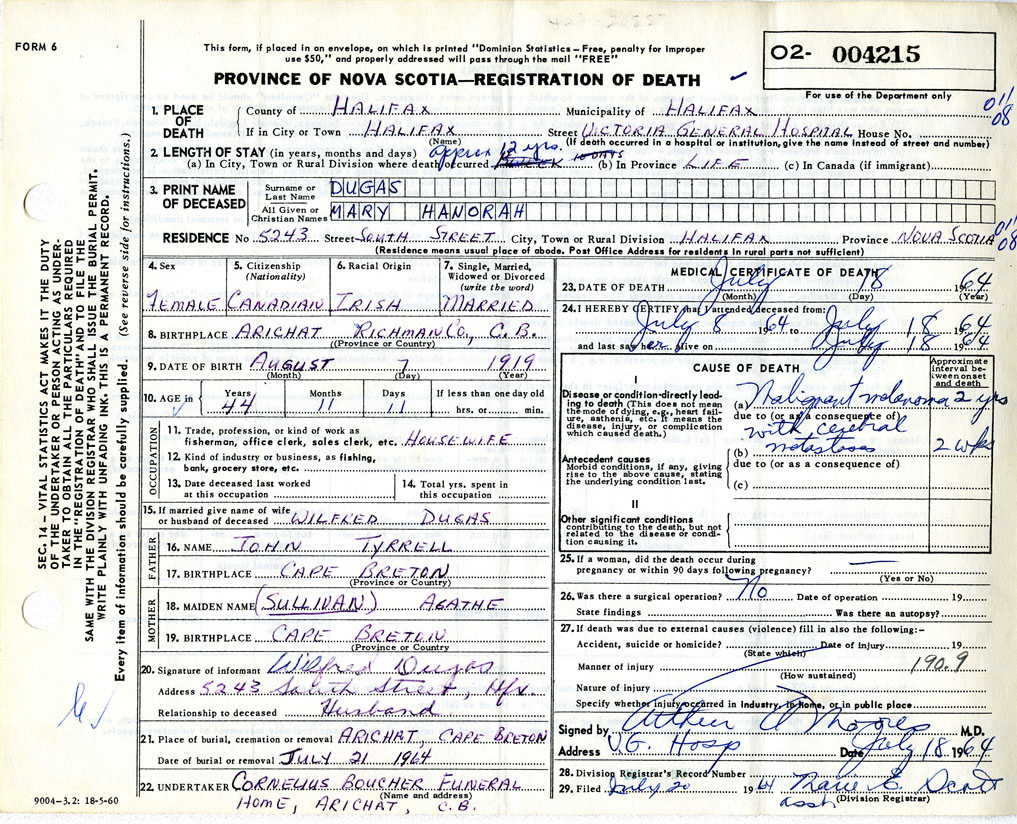 FORM 6
This form, if placed in an envelope, on which is printed "Dominion Statistics – Free, penalty for improper
use $50," and properly addressed will pass through the mail "FREE"
PROVINCE OF NOVA SCOTIA—REGISTRATION OF DEATH
O2- 004215
For use of the Department only
011/08
1. PLACE OF DEATH
County of HALIFAX Municipality of HALIFAX
If in City or Town HALIFAX Street VICTORIA GENERAL HOSPITAL House No.
(Name) (If death occurred in a hospital or institution, give name instead of street and number)
2. LENGTH OF STAY (in years, months and days) approx 12 yrs.
(a) In City, Town or Rural Division where death occurred 10 DAYS (b) In Province LIFE (c) In Canada (if immigrant)
3. PRINT NAME OF DECEASED
Surname or Last Name DUGAS
All Given or Christian Names MARY HANORAH
011/08
RESIDENCE No 5243 Street SOUTH STREET City, Town or Rural Division HALIFAX Province NOVA SCOTIA
(Residence means usual place of abode. Post Office Address for residents in rural parts not sufficient)
4. Sex FEMALE
5. Citizenship (Nationality) CANADIAN
6. Racial Origin IRISH
7. Single, Married, Widowed or Divorced (write the word) MARRIED
8. BIRTHPLACE ARICHAT RICHMAN Co, C.B.
(Province or Country)
9. DATE OF BIRTH AUGUST 7 1919
(Month) (Day) (Year)
10. AGE in Years 44 Months 11 Days 11 If less than one day old hrs. or min.
OCCUPATION
11. Trade, profession, or kind of work as
fisherman, office clerk, sales clerk, etc. HOUSEWIFE
12. Kind of industry or business, as fishing,
bank, grocery store, etc.
13. Date deceased last worked
at this occupation
14. Total yrs. spent in
this occupation
15. If married give name of wife
or husband of deceased WILFRED DUGAS
FATHER
16. NAME JOHN TYRRELL
17. BIRTHPLACE CAPE BRETON
(Province or Country)
MOTHER
18. MAIDEN NAME (SULLIVAN) AGATHE
19. BIRTHPLACE CAPE BRETON
(Province or Country)
20. Signature of informant Wilfred Dugas
Address 5243 South Street, Hfx
Relationship to deceased Husband
21. Place of burial, cremation or removal ARICHAT CAPE BRETON
Date of burial or removal JULY 21 1964
22. UNDERTAKER CORNELIUS BOUCHER FUNERAL
(Name and address)
HOME, ARICHAT, C.B.
MEDICAL CERTIFICATE OF DEATH
23. DATE OF DEATH July 18 1964
(Month) (Day) (Year)
24. I HEREBY CERTIFY that I attended deceased from:
July 8 1964 to July 18 1964
and last saw her alive on July 18 1964
CAUSE OF DEATH
Approximate interval between onset and death
I
Disease or condition directly leading to death (This does not mean the mode of dying, e.g., heart failure, asthenia, etc. It means the disease, injury, or complication which caused death.)
(a) Malignant melanoma 2 yrs
due to (or as a consequence of)
with cerebral
(b) metastases 2 wks
due to (or as a consequence of)
(c)
Antecedent causes
Morbid conditions, if any, giving rise to the above cause, stating the underlying condition last.
II
Other significant conditions
contributing to the death, but not related to the disease or condition causing it.
25. If a woman, did the death occur during
pregnancy or within 90 days following pregnancy? —
(Yes or No)
26. Was there a surgical operation? No Date of operation 19
State findings Was there an autopsy?
27. If death was due to external causes (violence) fill in also the following:–
Accident, suicide or homicide? Date of injury 19
(State which)
Manner of injury 190.9
(How sustained)
Nature of injury
Specify whether injury occurred in industry, in home, or in public place
Signed by Arthur A Moores M.D.
Address V.G. Hosp Date July 18 1964
28. Division Registrar's Record Number
29. Filed July 20 1964 Marie E. Scott
asst. (Division Registrar)
SEC. 14 – VITAL STATISTICS ACT MAKES IT THE DUTY
OF THE UNDERTAKER OR PERSON ACTING AS UNDER-
TAKER TO OBTAIN ALL THE PARTICULARS REQUIRED
IN THE "REGISTRATION OF DEATH" AND TO FILE THE
SAME WITH THE DIVISION REGISTRAR WHO SHALL ISSUE THE BURIAL PERMIT.
WRITE PLAINLY WITH UNFADING INK. THIS IS A PERMANENT RECORD.
Every item of information should be carefully supplied. (See reverse side for instructions.)
9004–3.2: 18-5-60